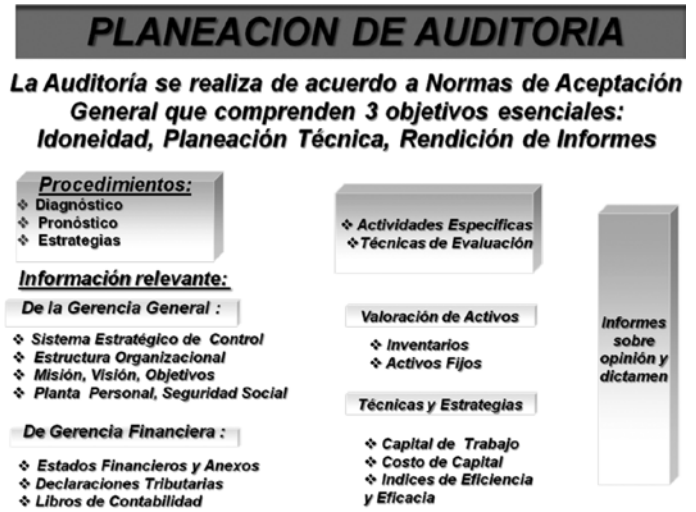 PLANEACION DE AUDITORIA
La Auditoría se realiza de acuerdo a Normas de Aceptación
General que comprenden 3 objetivos esenciales:
Idoneidad, Planeación Técnica, Rendición de Informes
Procedimientos:
❖ Diagnóstico
❖ Pronóstico
❖ Estrategias
Información relevante:
De la Gerencia General :
❖ Sistema Estratégico de Control
❖ Estructura Organizacional
❖ Misión, Visión, Objetivos
❖ Planta Personal, Seguridad Social
De Gerencia Financiera :
❖ Estados Financieros y Anexos
❖ Declaraciones Tributarias
❖ Libros de Contabilidad
❖ Actividades Especificas
❖Técnicas de Evaluación
Valoración de Activos
❖ Inventarios
❖ Activos Fijos
Técnicas y Estrategias
❖ Capital de Trabajo
❖ Costo de Capital
❖ Indices de Eficiencia
y Eficacia
Informes
sobre
opinión y
dictamen